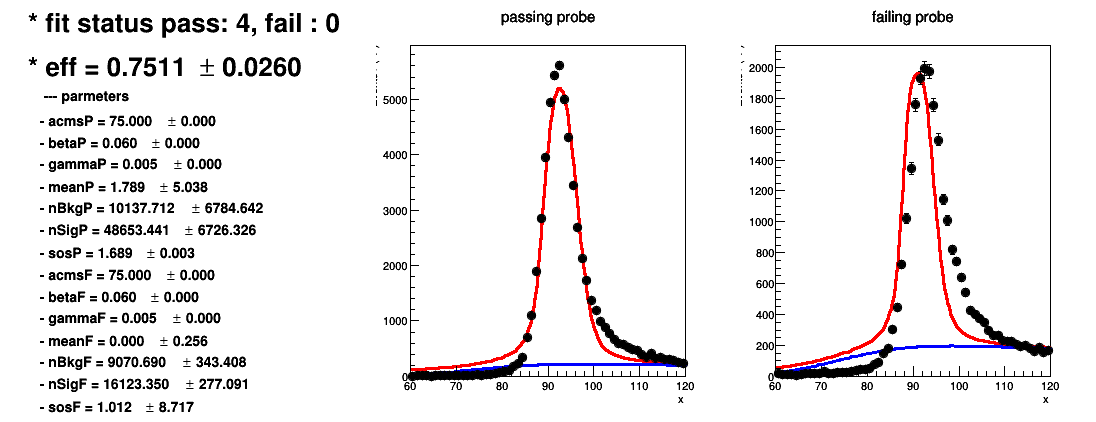 * fit status pass: 4, fail : 0
* eff = 0.7511 ± 0.0260
--- parmeters
- acmsP = 75.000 ± 0.000
- betaP = 0.060 ± 0.000
- gammaP = 0.005 ± 0.000
- meanP = 1.789 ± 5.038
- nBkgP = 10137.712 ± 6784.642
- nSigP = 48653.441 ± 6726.326
- sosP = 1.689 ± 0.003
- acmsF = 75.000 ± 0.000
- betaF = 0.060 ± 0.000
- gammaF = 0.005 ± 0.000
- meanF = 0.000 ± 0.256
- nBkgF = 9070.690 ± 343.408
- nSigF = 16123.350 ± 277.091
- sosF = 1.012 ± 8.717
passing probe
5000
4000
3000
2000
1000
0
60 70 80 90 100 110 120
x
failing probe
2000
1800
1600
1400
1200
1000
800
600
400
200
0
60 70 80 90 100 110 120
x